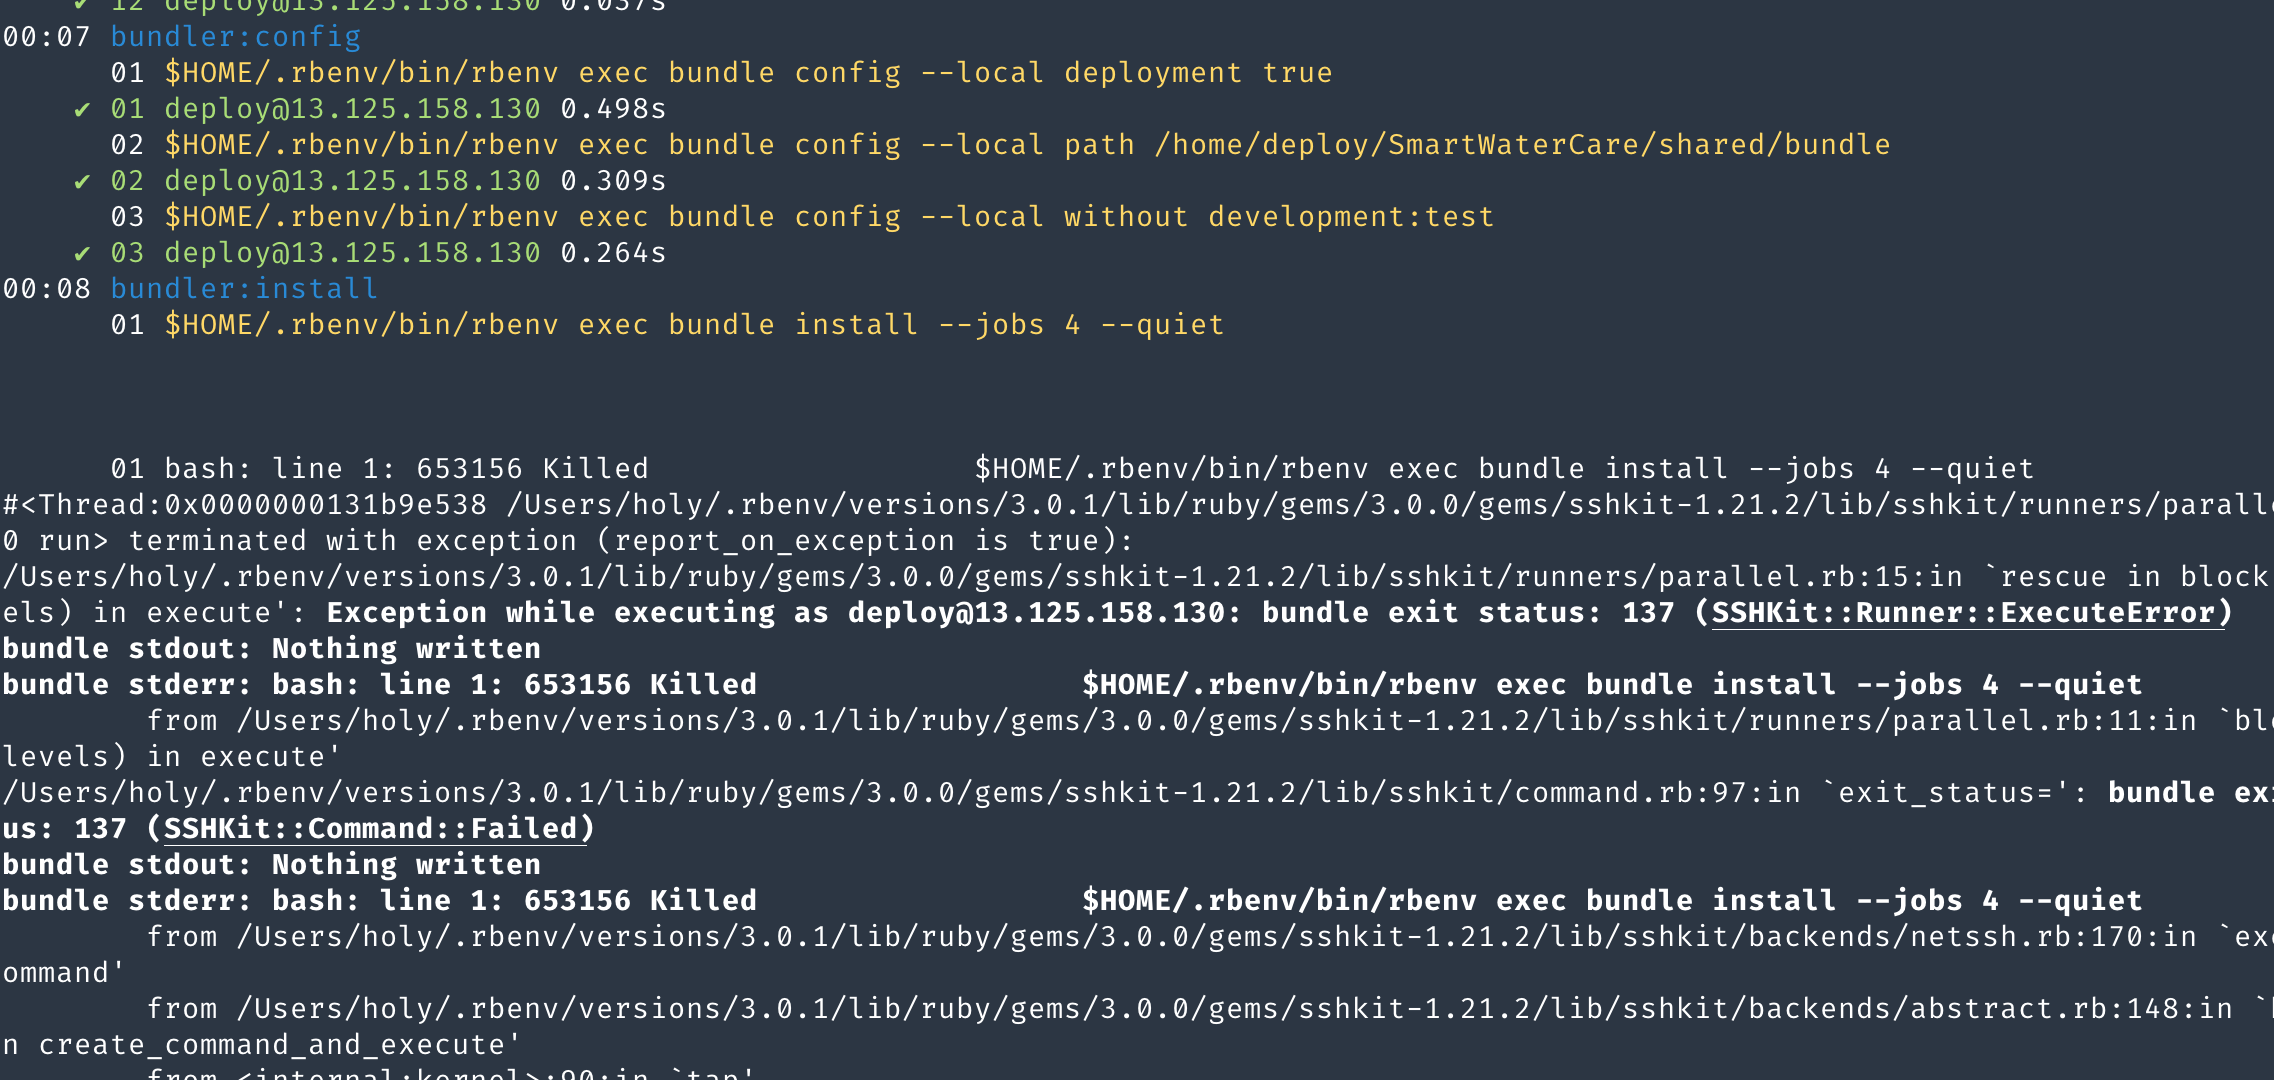 ✔ 12 deploy@13.125.158.130 0.037s
00:07 bundler:config
01 $HOME/.rbenv/bin/rbenv exec bundle config --local deployment true
✔ 01 deploy@13.125.158.130 0.498s
02 $HOME/.rbenv/bin/rbenv exec bundle config --local path /home/deploy/SmartWaterCare/shared/bundle
✔ 02 deploy@13.125.158.130 0.309s
03 $HOME/.rbenv/bin/rbenv exec bundle config --local without development:test
✔ 03 deploy@13.125.158.130 0.264s
00:08 bundler:install
01 $HOME/.rbenv/bin/rbenv exec bundle install --jobs 4 --quiet
01 bash: line 1: 653156 Killed                  $HOME/.rbenv/bin/rbenv exec bundle install --jobs 4 --quiet
#<Thread:0x0000000131b9e538 /Users/holy/.rbenv/versions/3.0.1/lib/ruby/gems/3.0.0/gems/sshkit-1.21.2/lib/sshkit/runners/paralle
0 run> terminated with exception (report_on_exception is true):
/Users/holy/.rbenv/versions/3.0.1/lib/ruby/gems/3.0.0/gems/sshkit-1.21.2/lib/sshkit/runners/parallel.rb:15:in `rescue in block
els) in execute': Exception while executing as deploy@13.125.158.130: bundle exit status: 137 (SSHKit::Runner::ExecuteError)
bundle stdout: Nothing written
bundle stderr: bash: line 1: 653156 Killed                  $HOME/.rbenv/bin/rbenv exec bundle install --jobs 4 --quiet
from /Users/holy/.rbenv/versions/3.0.1/lib/ruby/gems/3.0.0/gems/sshkit-1.21.2/lib/sshkit/runners/parallel.rb:11:in `blo
levels) in execute'
/Users/holy/.rbenv/versions/3.0.1/lib/ruby/gems/3.0.0/gems/sshkit-1.21.2/lib/sshkit/command.rb:97:in `exit_status=': bundle ex
us: 137 (SSHKit::Command::Failed)
bundle stdout: Nothing written
bundle stderr: bash: line 1: 653156 Killed                  $HOME/.rbenv/bin/rbenv exec bundle install --jobs 4 --quiet
from /Users/holy/.rbenv/versions/3.0.1/lib/ruby/gems/3.0.0/gems/sshkit-1.21.2/lib/sshkit/backends/netssh.rb:170:in `exe
ommand'
from /Users/holy/.rbenv/versions/3.0.1/lib/ruby/gems/3.0.0/gems/sshkit-1.21.2/lib/sshkit/backends/abstract.rb:148:in `
n create_command_and_execute'
from <internal:kernel>:90:in `tap'